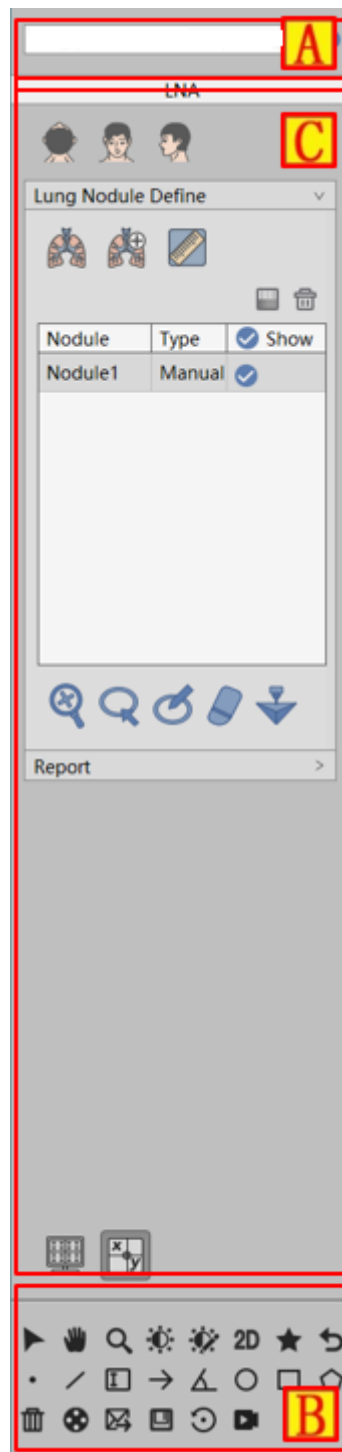 A
LNA
C
Lung Nodule Define
Nodule Type Show
Nodule1 Manual
Report
x
y
2D
B